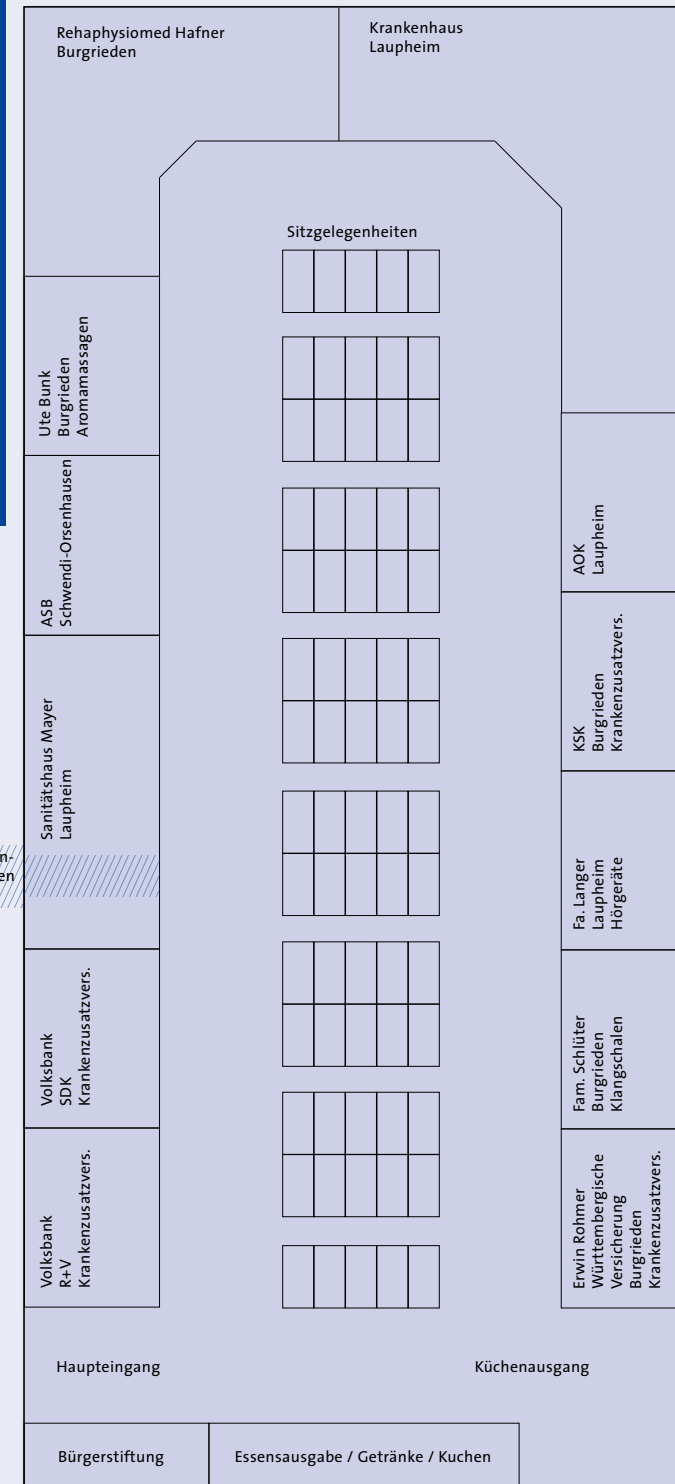 Rehaphysiomed Hafner
Burgrieden
Krankenhaus
Laupheim
Sitzgelegenheiten
Ute Bunk
Burgrieden
Aromamassagen
ASB
Schwendi-Orsenhausen
Sanitätshaus Mayer
Laupheim
n-
en
Volksbank
SDK
Krankenzusatzvers.
Volksbank
R+V
Krankenzusatzvers.
AOK
Laupheim
KSK
Burgrieden
Krankenzusatzvers.
Fa. Langer
Laupheim
Hörgeräte
Fam. Schlüter
Burgrieden
Klangschalen
Erwin Rohmer
Württembergische
Versicherung
Burgrieden
Krankenzusatzvers.
Haupteingang
Küchenausgang
Bürgerstiftung
Essensausgabe / Getränke / Kuchen